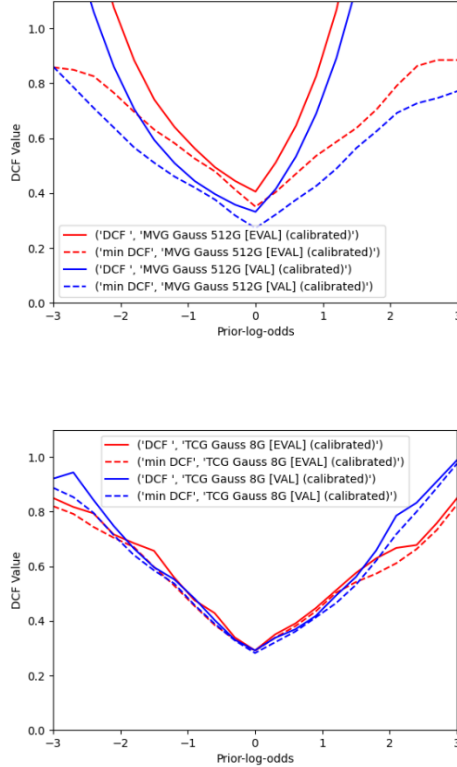 1.0
0.8
0.6
0.4
0.2
0.0
DCF Value
('DCF ', 'MVG Gauss 512G [EVAL] (calibrated)')
('min DCF', 'MVG Gauss 512G [EVAL] (calibrated)')
('DCF ', 'MVG Gauss 512G [VAL] (calibrated)')
('min DCF', 'MVG Gauss 512G [VAL] (calibrated)')
−3 −2 −1 0 1 2 3
Prior-log-odds
('DCF ', 'TCG Gauss 8G [EVAL] (calibrated)')
('min DCF', 'TCG Gauss 8G [EVAL] (calibrated)')
('DCF ', 'TCG Gauss 8G [VAL] (calibrated)')
('min DCF', 'TCG Gauss 8G [VAL] (calibrated)')
1.0
0.8
0.6
0.4
0.2
0.0
DCF Value
−3 −2 −1 0 1 2 3
Prior-log-odds